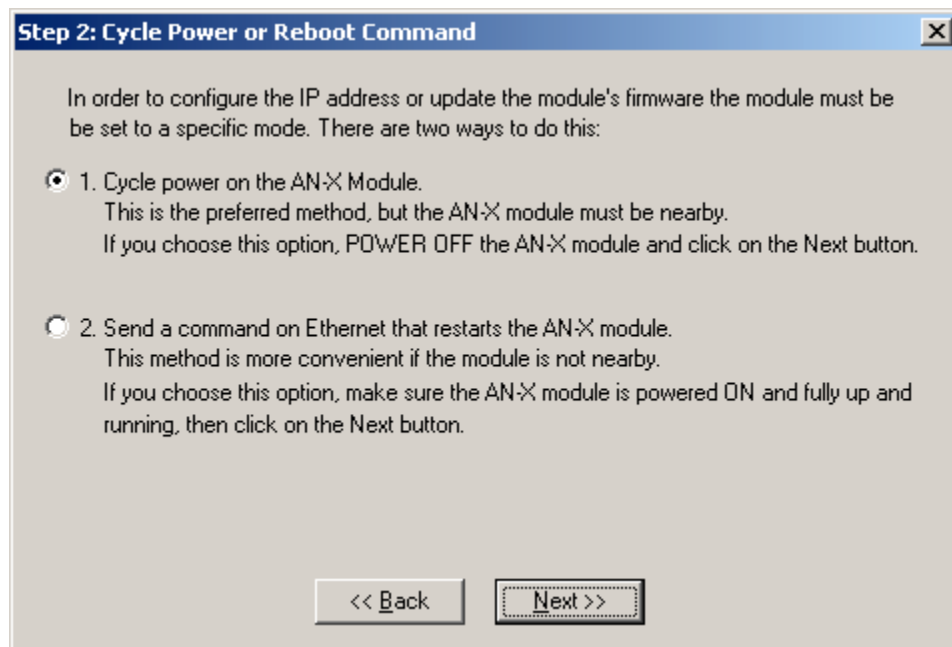 Step 2: Cycle Power or Reboot Command
In order to configure the IP address or update the module's firmware the module must be
be set to a specific mode. There are two ways to do this:
1. Cycle power on the AN-X Module.
This is the preferred method, but the AN-X module must be nearby.
If you choose this option, POWER OFF the AN-X module and click on the Next button.
2. Send a command on Ethernet that restarts the AN-X module.
This method is more convenient if the module is not nearby.
If you choose this option, make sure the AN-X module is powered ON and fully up and
running, then click on the Next button.
<< Back
Next >>